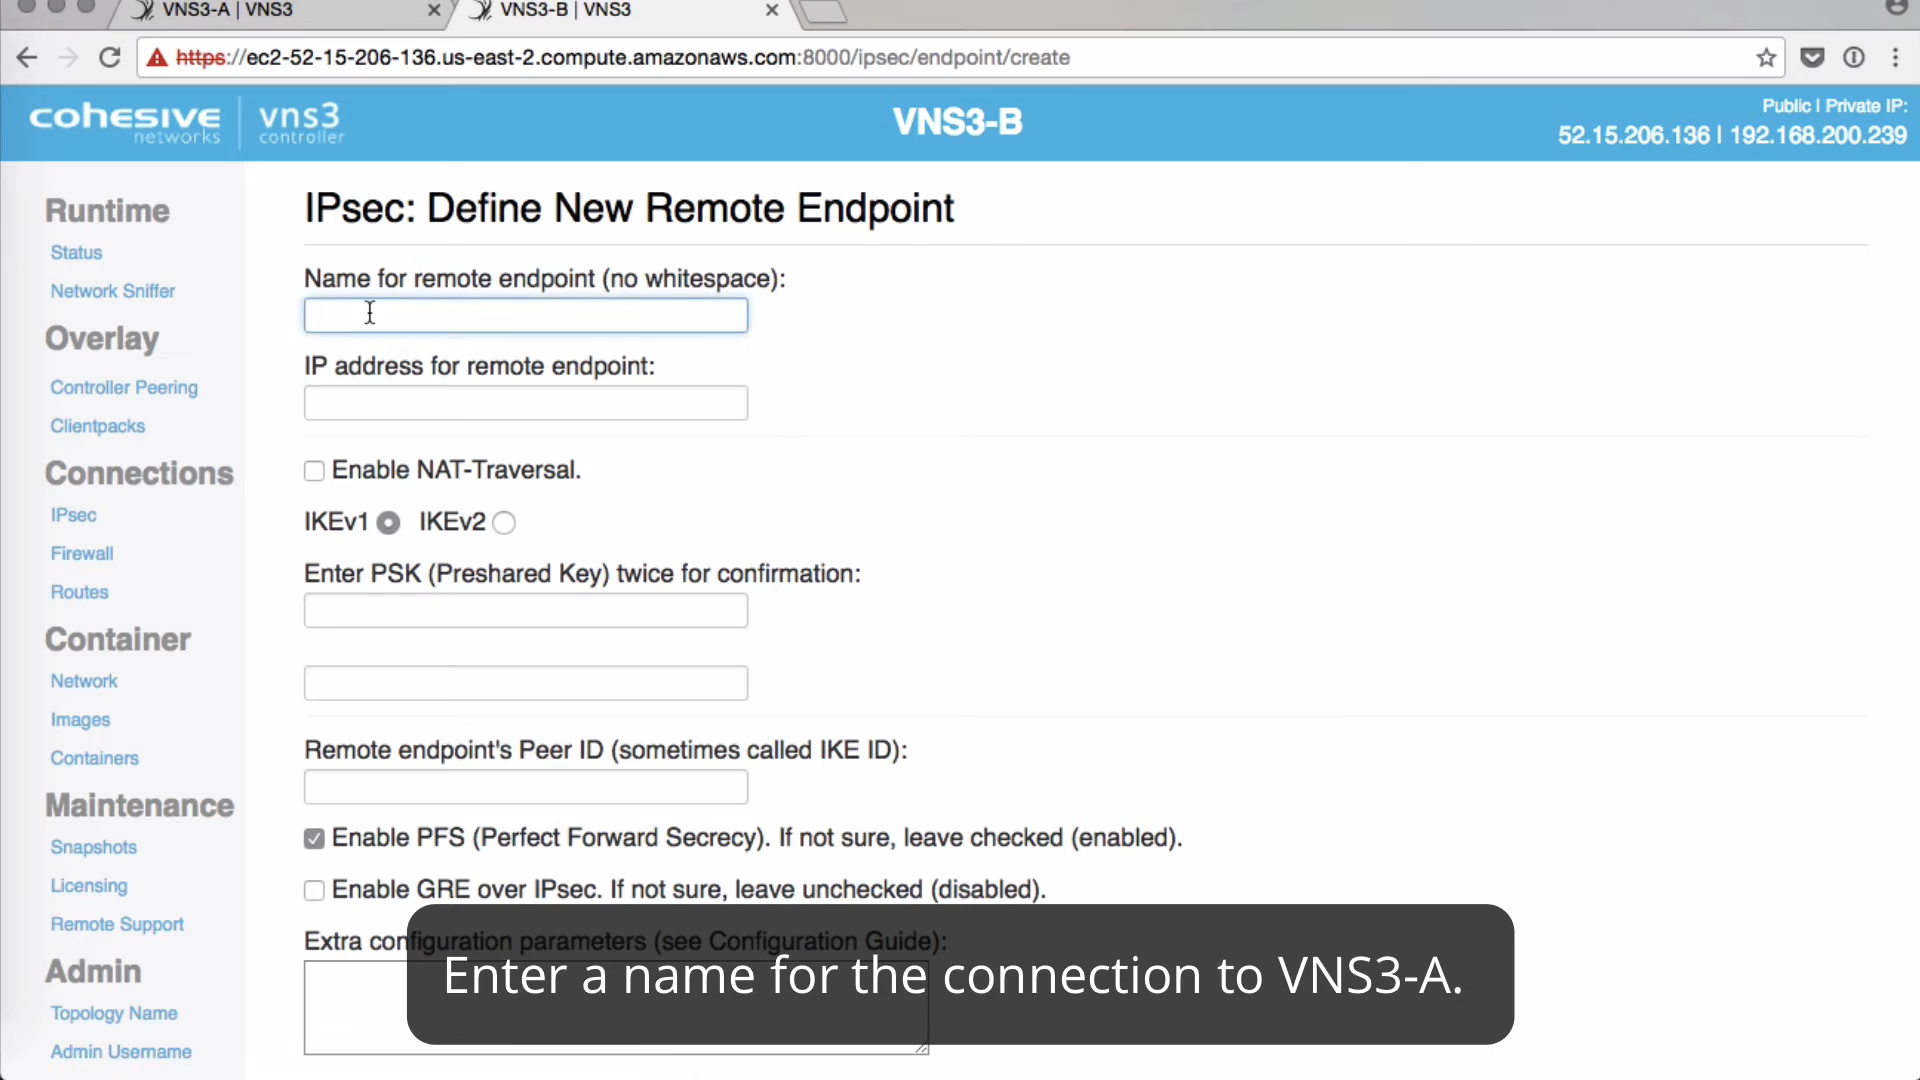 VNS3-A | VNS3
VNS3-B | VNS3
https://ec2-52-15-206-136.us-east-2.compute.amazonaws.com:8000/ipsec/endpoint/create
cohesive networks
vns3 controller
VNS3-B
Public | Private IP:
52.15.206.136 | 192.168.200.239
Runtime
Status
Network Sniffer
Overlay
Controller Peering
Clientpacks
Connections
IPsec
Firewall
Routes
Container
Network
Images
Containers
Maintenance
Snapshots
Licensing
Remote Support
Admin
Topology Name
Admin Username
IPsec: Define New Remote Endpoint
Name for remote endpoint (no whitespace):
IP address for remote endpoint:
Enable NAT-Traversal.
IKEv1 IKEv2
Enter PSK (Preshared Key) twice for confirmation:
Remote endpoint's Peer ID (sometimes called IKE ID):
Enable PFS (Perfect Forward Secrecy). If not sure, leave checked (enabled).
Enable GRE over IPsec. If not sure, leave unchecked (disabled).
Extra configuration parameters (see Configuration Guide):
Enter a name for the connection to VNS3-A.